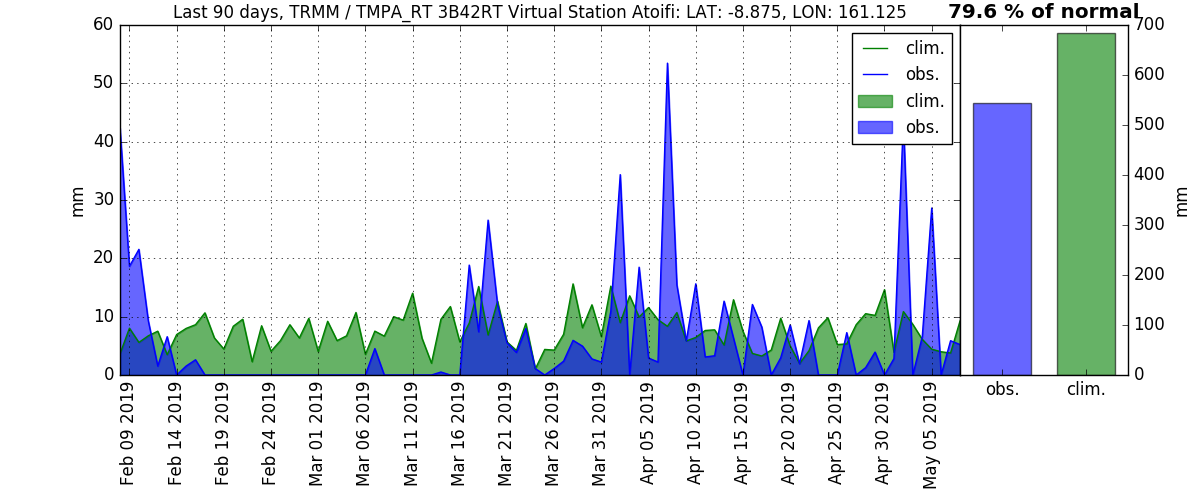 Last 90 days, TRMM / TMPA_RT 3B42RT Virtual Station Atoifi: LAT: -8.875, LON: 161.125
79.6 % of normal
60
50
40
30
20
10
0
mm
clim.
obs.
clim.
obs.
Feb 09 2019
Feb 14 2019
Feb 19 2019
Feb 24 2019
Mar 01 2019
Mar 06 2019
Mar 11 2019
Mar 16 2019
Mar 21 2019
Mar 26 2019
Mar 31 2019
Apr 05 2019
Apr 10 2019
Apr 15 2019
Apr 20 2019
Apr 25 2019
Apr 30 2019
May 05 2019
700
600
500
400
300
200
100
0
mm
obs.
clim.